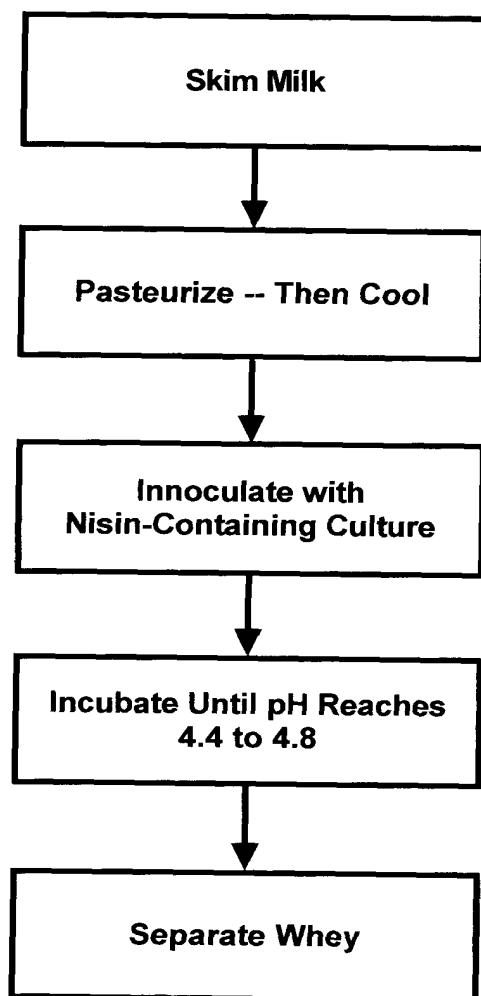 Skim Milk
Pasteurize -- Then Cool
Innoculate with
Nisin-Containing Culture
Incubate Until pH Reaches
4.4 to 4.8
Separate Whey